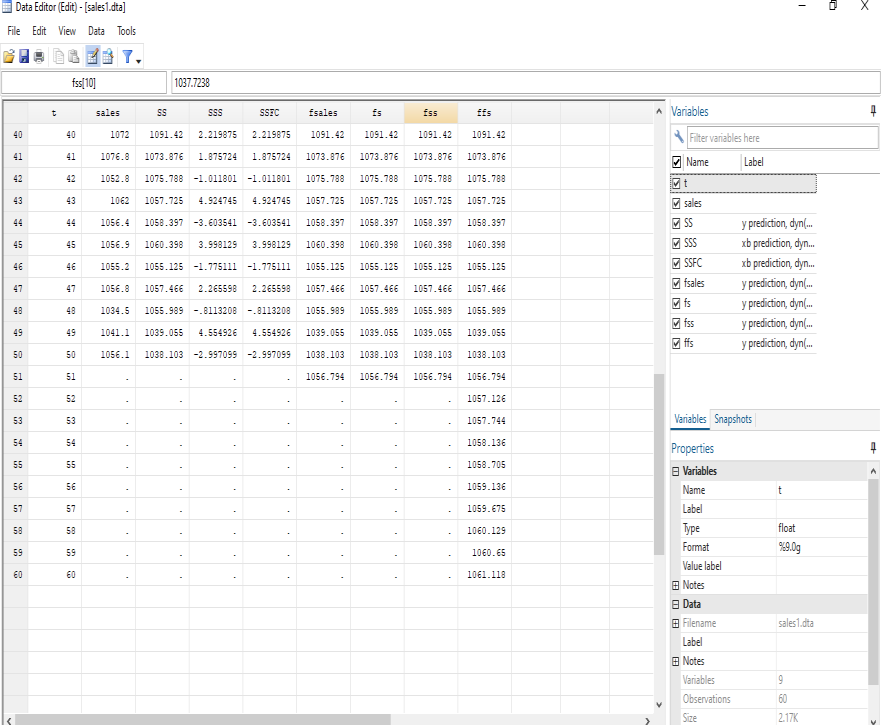 Data Editor (Edit) - [sales1.dta]
File Edit View Data Tools
fss[10] 1037.7238
t sales SS SSS SSFC fsales fs fss ffs
40 40 1072 1091.42 2.219875 2.219875 1091.42 1091.42 1091.42 1091.42
41 41 1076.8 1073.876 1.875724 1.875724 1073.876 1073.876 1073.876 1073.876
42 42 1052.8 1075.788 -1.011801 -1.011801 1075.788 1075.788 1075.788 1075.788
43 43 1062 1057.725 4.924745 4.924745 1057.725 1057.725 1057.725 1057.725
44 44 1056.4 1058.397 -3.603541 -3.603541 1058.397 1058.397 1058.397 1058.397
45 45 1056.9 1060.398 3.998129 3.998129 1060.398 1060.398 1060.398 1060.398
46 46 1055.2 1055.125 -1.775111 -1.775111 1055.125 1055.125 1055.125 1055.125
47 47 1056.8 1057.466 2.265598 2.265598 1057.466 1057.466 1057.466 1057.466
48 48 1034.5 1055.989 -.8113208 -.8113208 1055.989 1055.989 1055.989 1055.989
49 49 1041.1 1039.055 4.554926 4.554926 1039.055 1039.055 1039.055 1039.055
50 50 1056.1 1038.103 -2.997099 -2.997099 1038.103 1038.103 1038.103 1038.103
51 51 . . . . 1056.794 1056.794 1056.794 1056.794
52 52 . . . . . . . 1057.126
53 53 . . . . . . . 1057.744
54 54 . . . . . . . 1058.136
55 55 . . . . . . . 1058.705
56 56 . . . . . . . 1059.136
57 57 . . . . . . . 1059.675
58 58 . . . . . . . 1060.129
59 59 . . . . . . . 1060.65
60 60 . . . . . . . 1061.118
Variables
Filter variables here
Name Label
t
sales
SS y prediction, dyn(...
SSS xb prediction, dyn...
SSFC xb prediction, dyn...
fsales y prediction, dyn(...
fs y prediction, dyn(...
fss y prediction, dyn(...
ffs y prediction, dyn(...
Variables Snapshots
Properties
Variables
Name t
Label
Type float
Format %9.0g
Value label
Notes
Data
Filename sales1.dta
Label
Notes
Variables 9
Observations 60
Size 2.17K